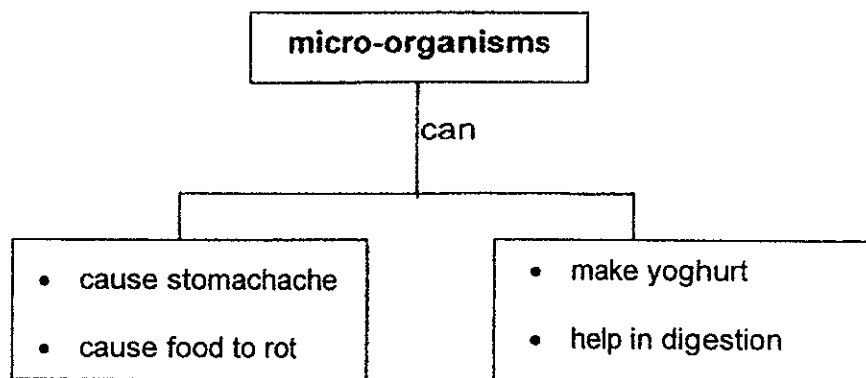 micro-organisms
can
• cause stomachache
• cause food to rot
• make yoghurt
• help in digestion